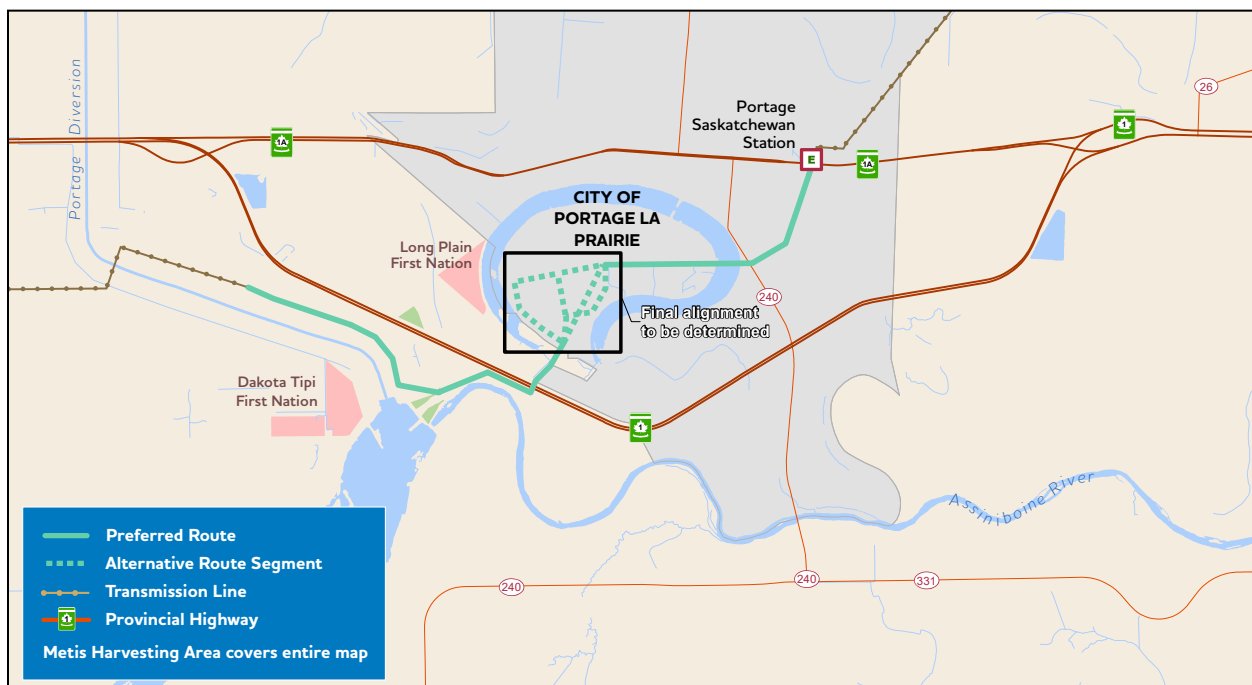 26
1
Portage
Saskatchewan
Station
1A
E
1A
Portage Diversion
CITY OF
PORTAGE LA
PRAIRIE
Long Plain
First Nation
240
Final alignment
to be determined
Dakota Tipi
First Nation
1
Assiniboine River
Preferred Route
Alternative Route Segment
Transmission Line
1
Provincial Highway
Metis Harvesting Area covers entire map
240
240
331